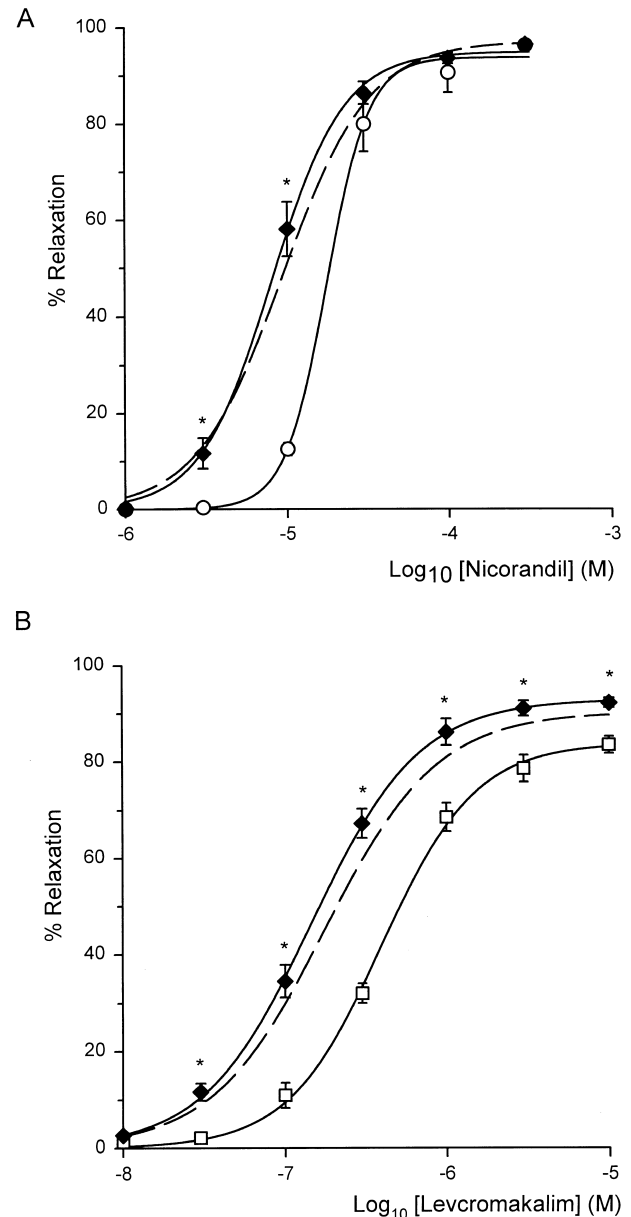 A
100
80
60
40
20
0
% Relaxation
*
*
-6 -5 -4 -3
Log10 [Nicorandil] (M)
B
100
80
60
40
20
0
% Relaxation
*
*
*
*
*
*
-8 -7 -6 -5
Log10 [Levcromakalim] (M)